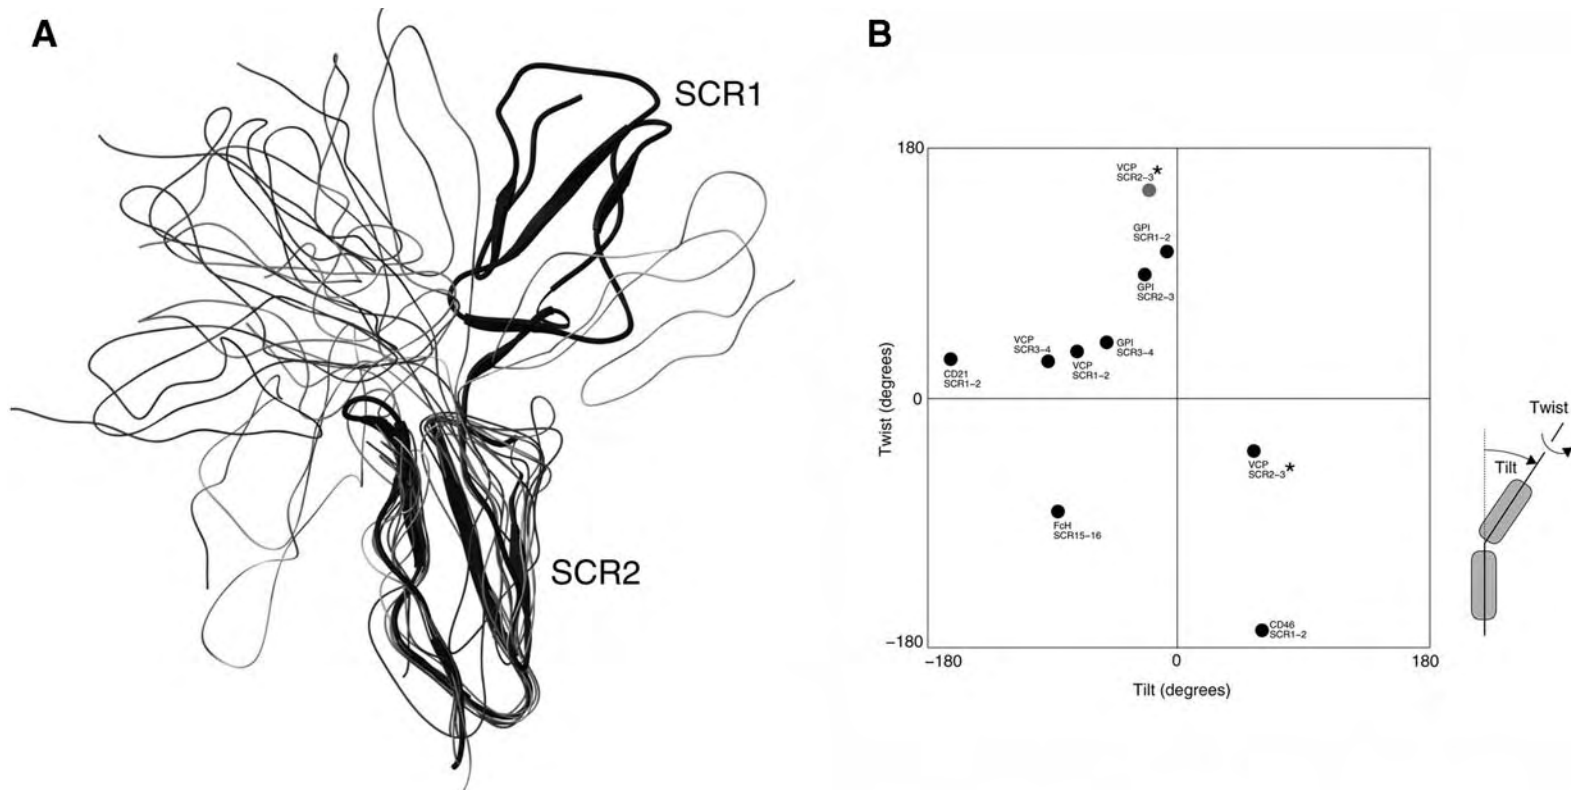 A
SCR1
SCR2
B
180
VCP
SCR2-3*
GPI
SCR1-2
GPI
SCR2-3
VCP
SCR3-4
GPI
SCR3-4
VCP
SCR1-2
CD21
SCR1-2
0
Twist (degrees)
VCP
SCR2-3*
FcH
SCR15-16
CD46
SCR1-2
-180
-180
0
180
Tilt (degrees)
Twist
Tilt